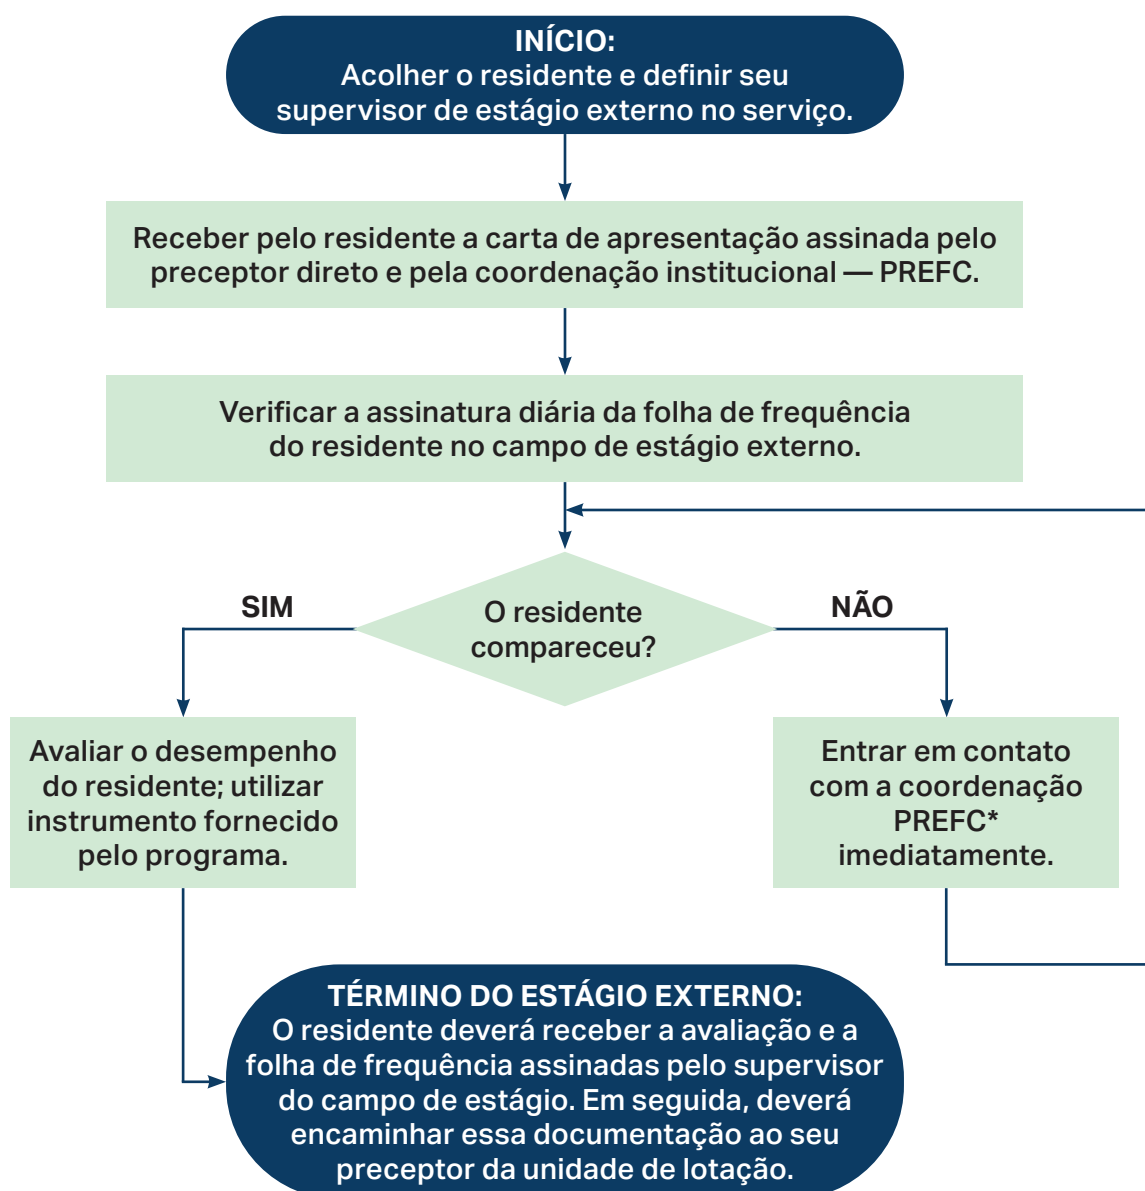 INÍCIO:
Acolher o residente e definir seu
supervisor de estágio externo no serviço.
Receber pelo residente a carta de apresentação assinada pelo
preceptor direto e pela coordenação institucional — PREFC.
Verificar a assinatura diária da folha de frequência
do residente no campo de estágio externo.
SIM
O residente
compareceu?
NÃO
Avaliar o desempenho
do residente; utilizar
instrumento fornecido
pelo programa.
Entrar em contato
com a coordenação
PREFC*
imediatamente.
TÉRMINO DO ESTÁGIO EXTERNO:
O residente deverá receber a avaliação e a
folha de frequência assinadas pelo supervisor
do campo de estágio. Em seguida, deverá
encaminhar essa documentação ao seu
preceptor da unidade de lotação.